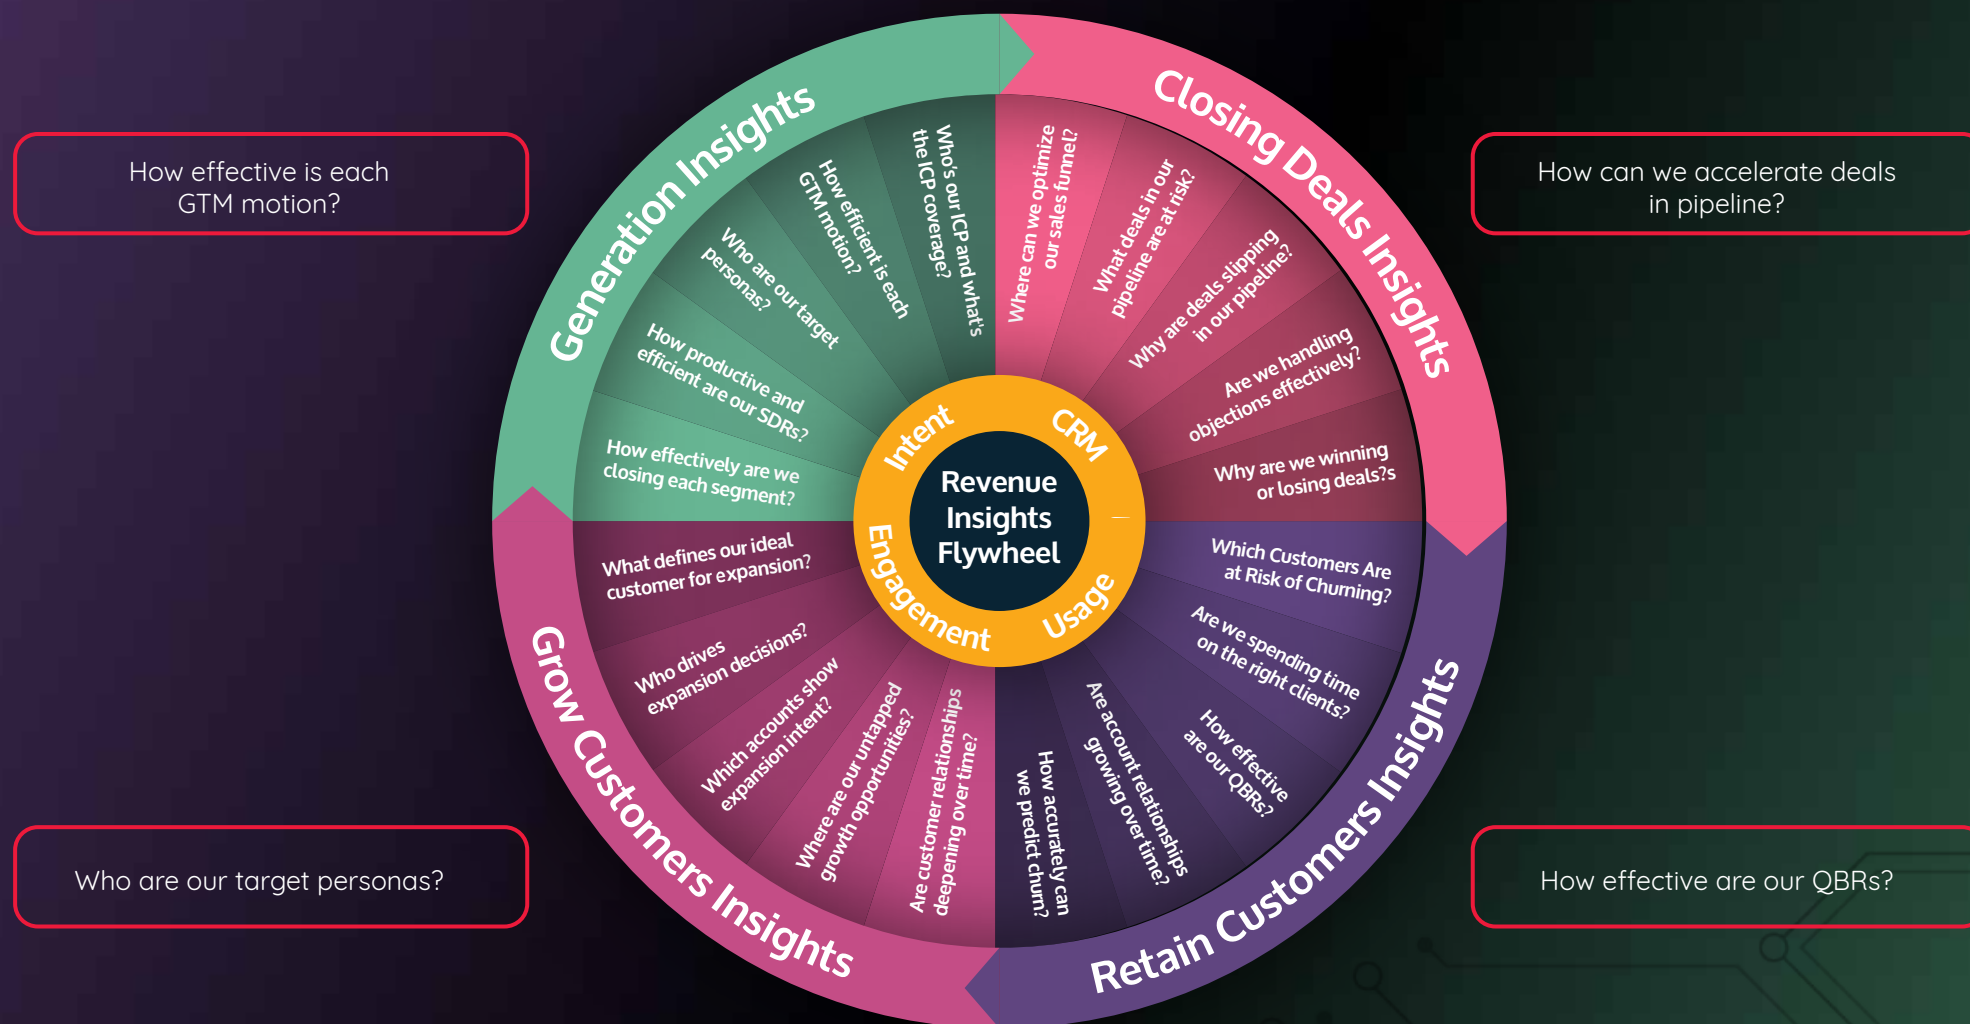 How effective is each
GTM motion?
Who are our target personas?
How can we accelerate deals
in pipeline?
How effective are our QBRs?
Generation Insights
Who's our ICP and what's
the ICP coverage?
How efficient is each
GTM motion?
Who are our target
personas?
How productive and
efficient are our SDRs?
How effectively are we
closing each segment?
Closing Deals Insights
Where can we optimize
our sales funnel?
What deals in our
pipeline are at risk?
Why are deals slipping
in our pipeline?
Are we handling
objections effectively?
Why are we winning
or losing deals?s
Retain Customers Insights
Which Customers Are
at Risk of Churning?
Are we spending time
on the right clients?
How effective
are our QBRs?
Are account relationships
growing over time?
How accurately can
we predict churn?
Grow Customers Insights
What defines our ideal
customer for expansion?
Who drives
expansion decisions?
Which accounts show
expansion intent?
Where are our untapped
growth opportunities?
Are customer relationships
deepening over time?
Intent
CRM
Usage
Engagement
Revenue
Insights
Flywheel